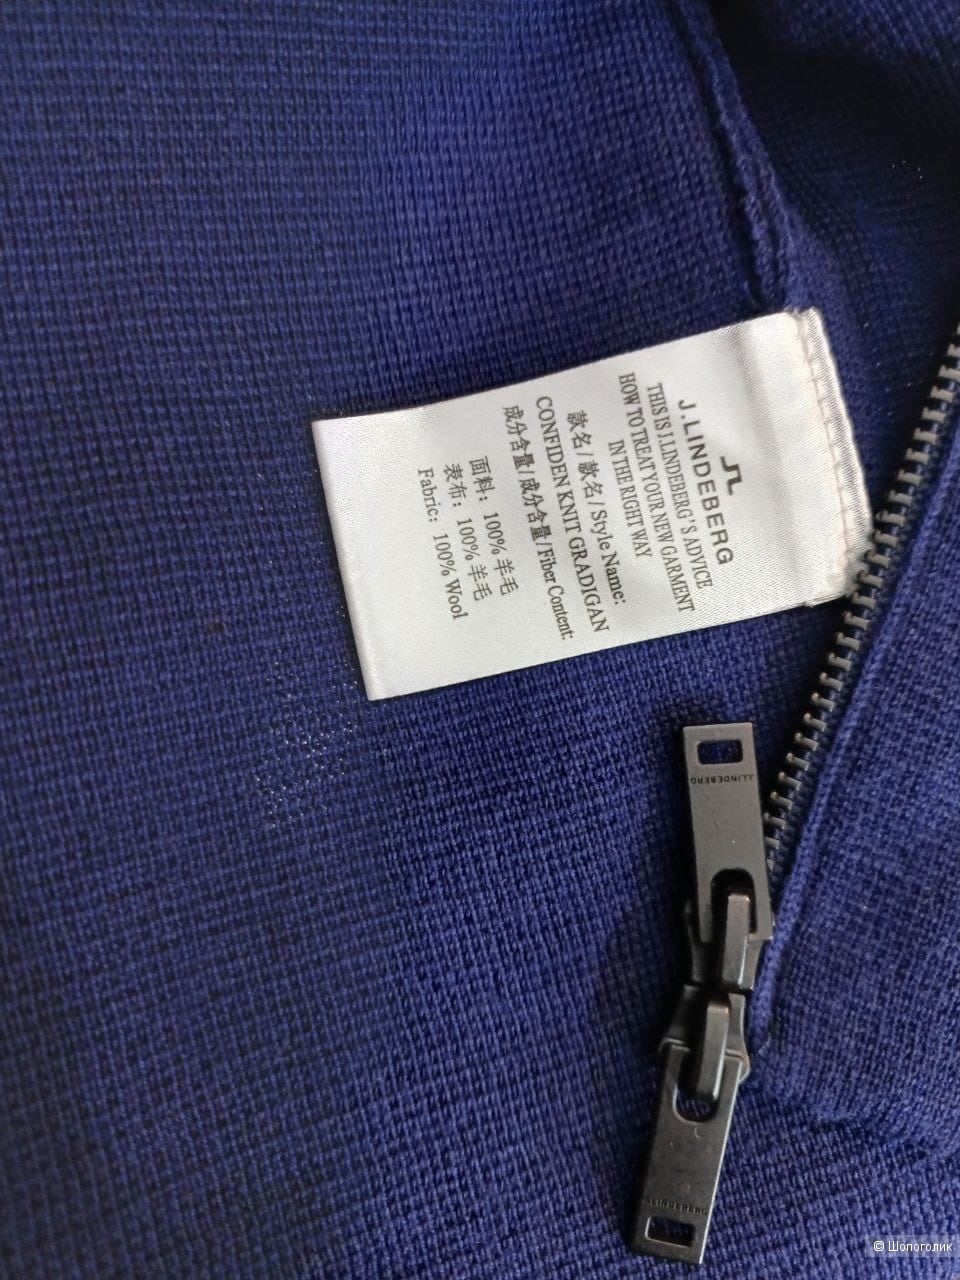 J.LINDEBERG
THIS IS J.LINDEBERG'S ADVICE
HOW TO TREAT YOUR NEW GARMENT
IN THE RIGHT WAY
款名/款名/Style Name:
CONFIDEN KNIT GRADIGAN
成分含量/成分含量/Fiber Content:
面料: 100% 羊毛
表布: 100% 羊毛
Fabric: 100% Wool
J.LINDEBERG
J.LINDEBERG
© Шопоголик